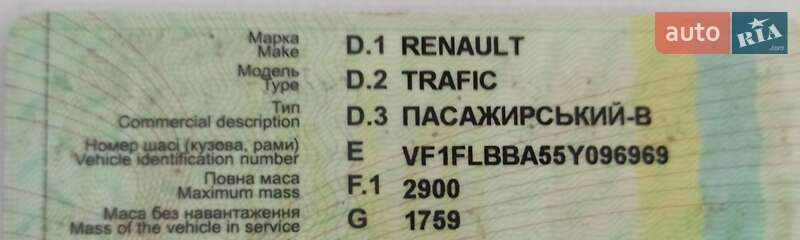 auto RIA.com
Марка D.1 RENAULT
Make
Модель D.2 TRAFIC
Type
Тип D.3 ПАСАЖИРСЬКИЙ-В
Commercial description
Номер шасі (кузова, рами) E VF1FLBBA55Y096969
Vehicle identification number
Повна маса F.1 2900
Maximum mass
Маса без навантаження G 1759
Mass of the vehicle in service